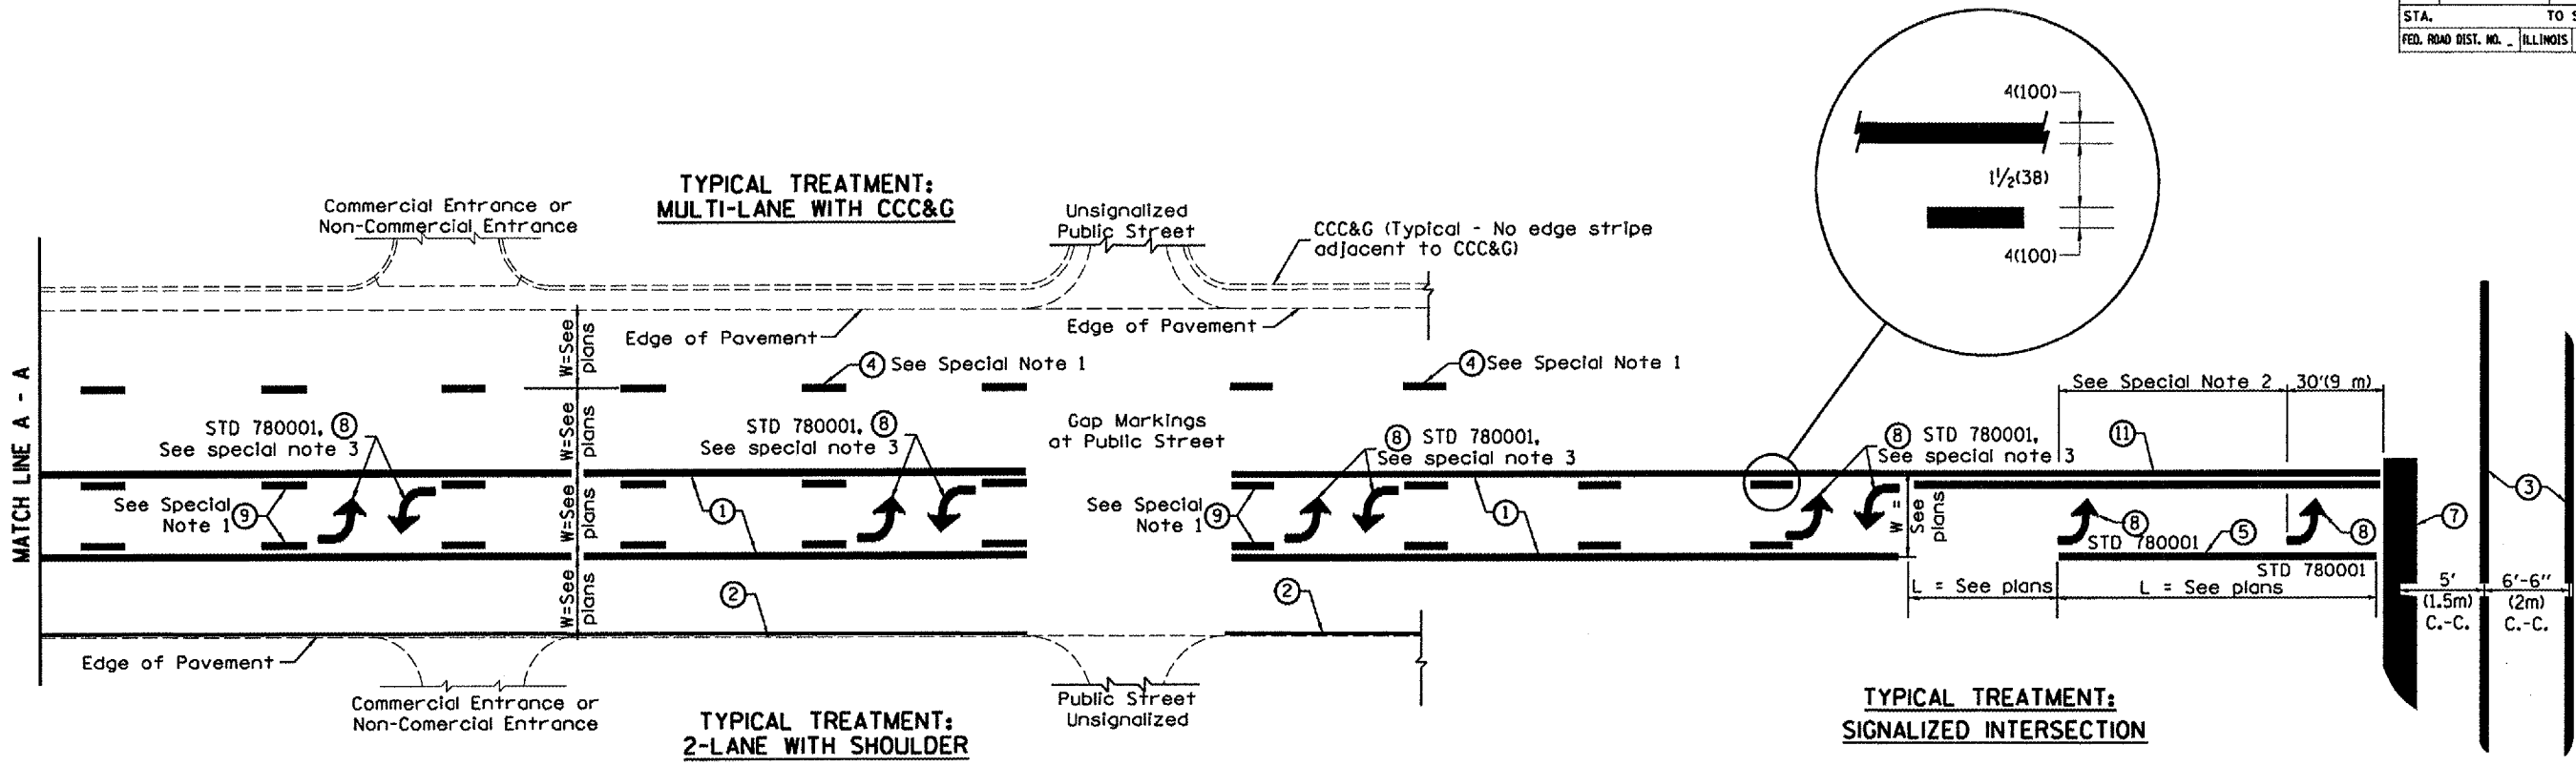 STA. TO S
FED. ROAD DIST. NO. _ ILLINOIS
4(100)
1 1/2(38)
4(100)
TYPICAL TREATMENT:
MULTI-LANE WITH CCC&G
Commercial Entrance or
Non-Commercial Entrance
Unsignalized
Public Street
CCC&G (Typical - No edge stripe
adjacent to CCC&G)
Edge of Pavement
Edge of Pavement
MATCH LINE A - A
W=See
plans
W=See
plans
W=See
plans
W=See
plans
4 See Special Note 1
4 See Special Note 1
See Special Note 2
30'(9 m)
STD 780001, 8
See special note 3
STD 780001, 8
See special note 3
Gap Markings
at Public Street
8 STD 780001,
See special note 3
8 STD 780001,
See special note 3
11
See Special
Note 1
9
1
See Special
Note 1
9
1
W =
See
plans
8
STD 780001
5
8
STD 780001
7
3
2
2
L = See plans
L = See plans
5'
(1.5m)
C.-C.
6'-6"
(2m)
C.-C.
Edge of Pavement
Commercial Entrance or
Non-Comercial Entrance
Public Street
Unsignalized
TYPICAL TREATMENT:
2-LANE WITH SHOULDER
TYPICAL TREATMENT:
SIGNALIZED INTERSECTION